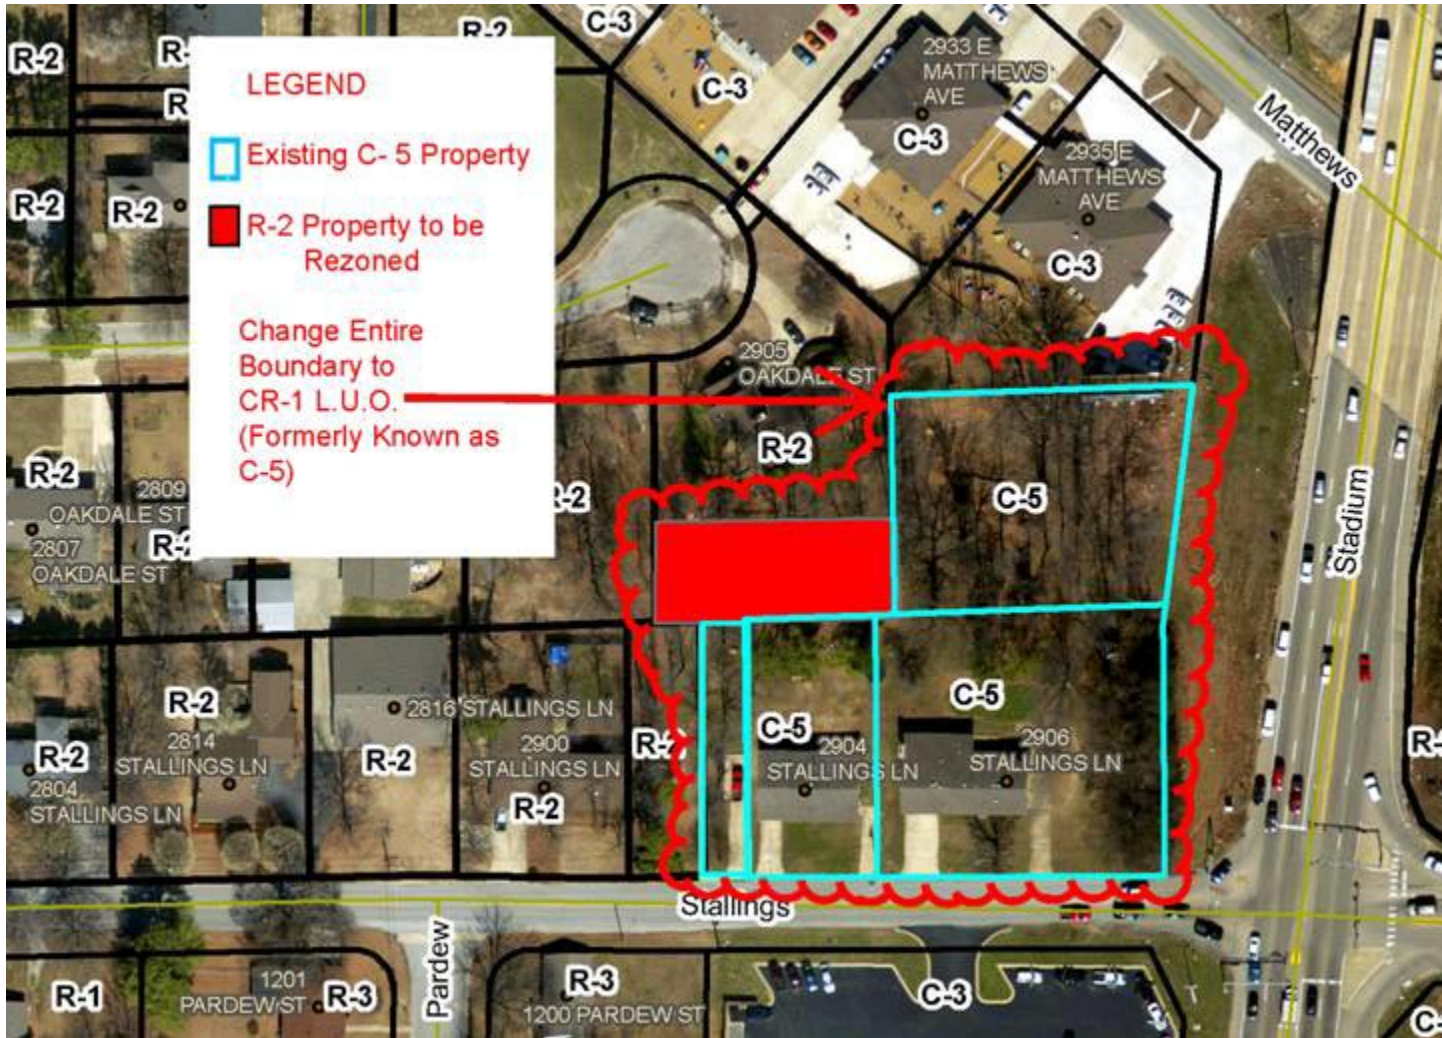 R-2
R-
R-2
C-3
C-3
2933 E
MATTHEWS
AVE
C-3
Matthews
R
LEGEND
Existing C- 5 Property
R-2 Property to be
Rezoned
Change Entire
Boundary to
CR-1 L.U.O.
(Formerly Known as
C-5)
R-2
R-2
2935 E
MATTHEWS
AVE
C-3
2905
OAKDALE ST
R-2
R-2
2809
OAKDALE ST
2807
OAKDALE ST
R-2
R-2
C-5
Stadium
R-2
2814
STALLINGS LN
2816 STALLINGS LN
R-2
2804
STALLINGS LN
R-2
2900
STALLINGS LN
R-2
R-2
C-5
2904
STALLINGS LN
C-5
2906
STALLINGS LN
R-
Stallings
Pardew
R-1
1201
PARDEW ST
R-3
R-3
1200 PARDEW ST
C-3
C-